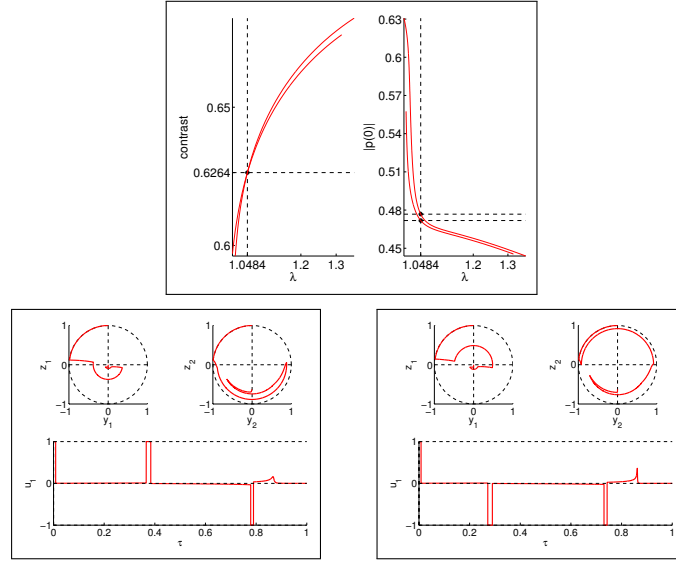 contrast
0.65
0.6264
0.6
1.0484 1.2 1.3
λ
|p(0)|
0.63
0.6
0.57
0.54
0.51
0.48
0.45
1.0484 1.2 1.3
λ
z1
1
0
−1
−1 0 1
y1
z2
1
0
−1
−1 0 1
y2
u1
1
0
−1
0 0.2 0.4 0.6 0.8 1
τ
z1
1
0
−1
−1 0 1
y1
z2
1
0
−1
−1 0 1
y2
u1
1
0
−1
0 0.2 0.4 0.6 0.8 1
τ